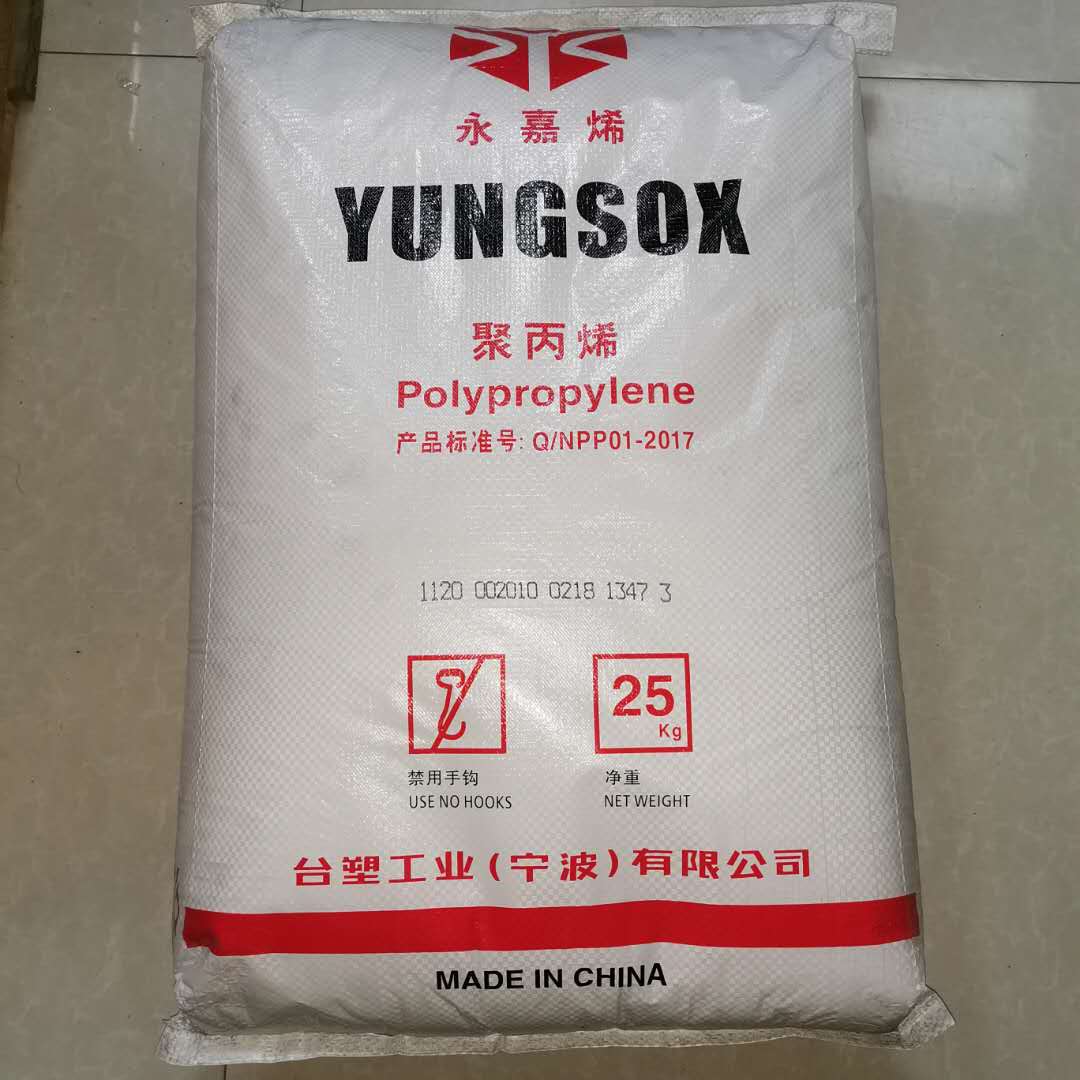 永嘉烯
YUNGSOX
聚丙烯
Polypropylene
产品标准号: Q/NPP01-2017
1120 002010 0218 1347 3
25
Kg
禁用手钩
净重
USE NO HOOKS
NET WEIGHT
台塑工业(宁波)有限公司
MADE IN CHINA